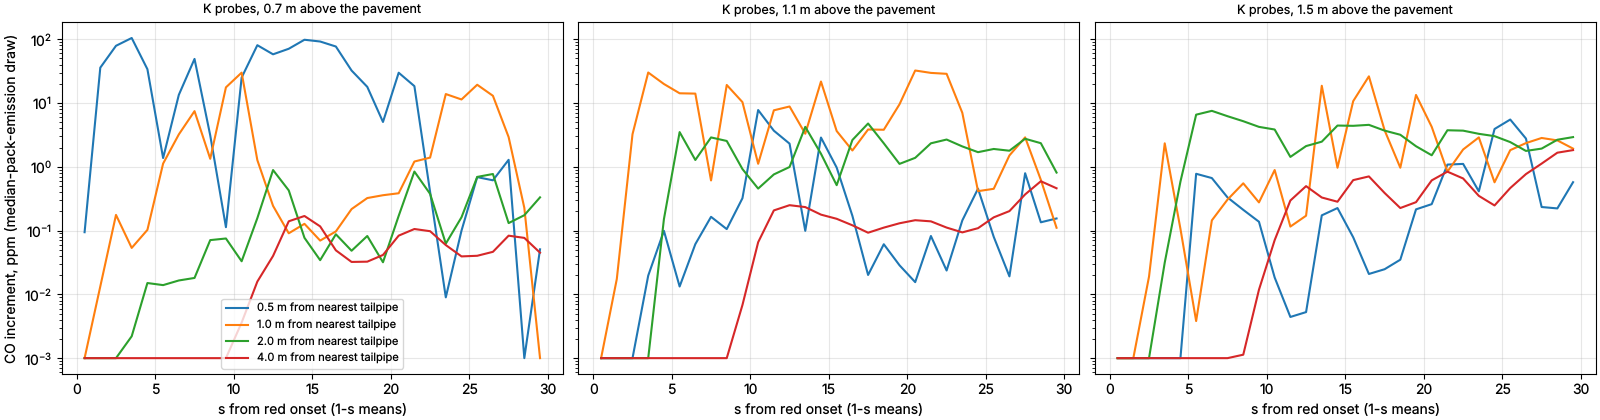 K probes, 0.7 m above the pavement
K probes, 1.1 m above the pavement
K probes, 1.5 m above the pavement
CO increment, ppm (median-pack-emission draw)
10²
10¹
10⁰
10⁻¹
10⁻²
10⁻³
0.5 m from nearest tailpipe
1.0 m from nearest tailpipe
2.0 m from nearest tailpipe
4.0 m from nearest tailpipe
0 5 10 15 20 25 30
0 5 10 15 20 25 30
0 5 10 15 20 25 30
s from red onset (1-s means)
s from red onset (1-s means)
s from red onset (1-s means)